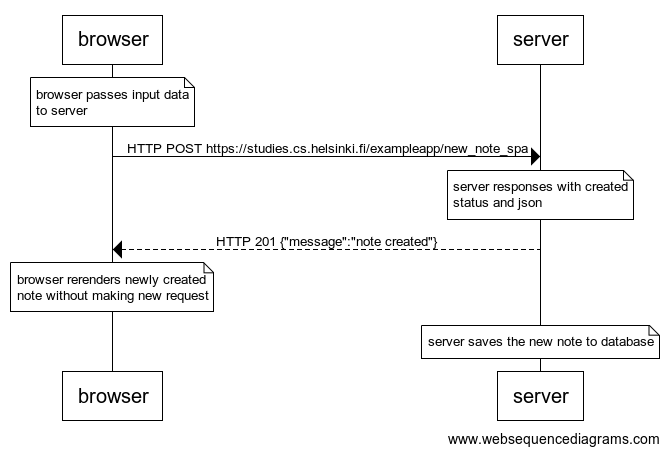 browser
server
browser passes input data
to server
HTTP POST https://studies.cs.helsinki.fi/exampleapp/new_note_spa
server responses with created
status and json
HTTP 201 {"message":"note created"}
browser rerenders newly created
note without making new request
server saves the new note to database
browser
server
www.websequencediagrams.com